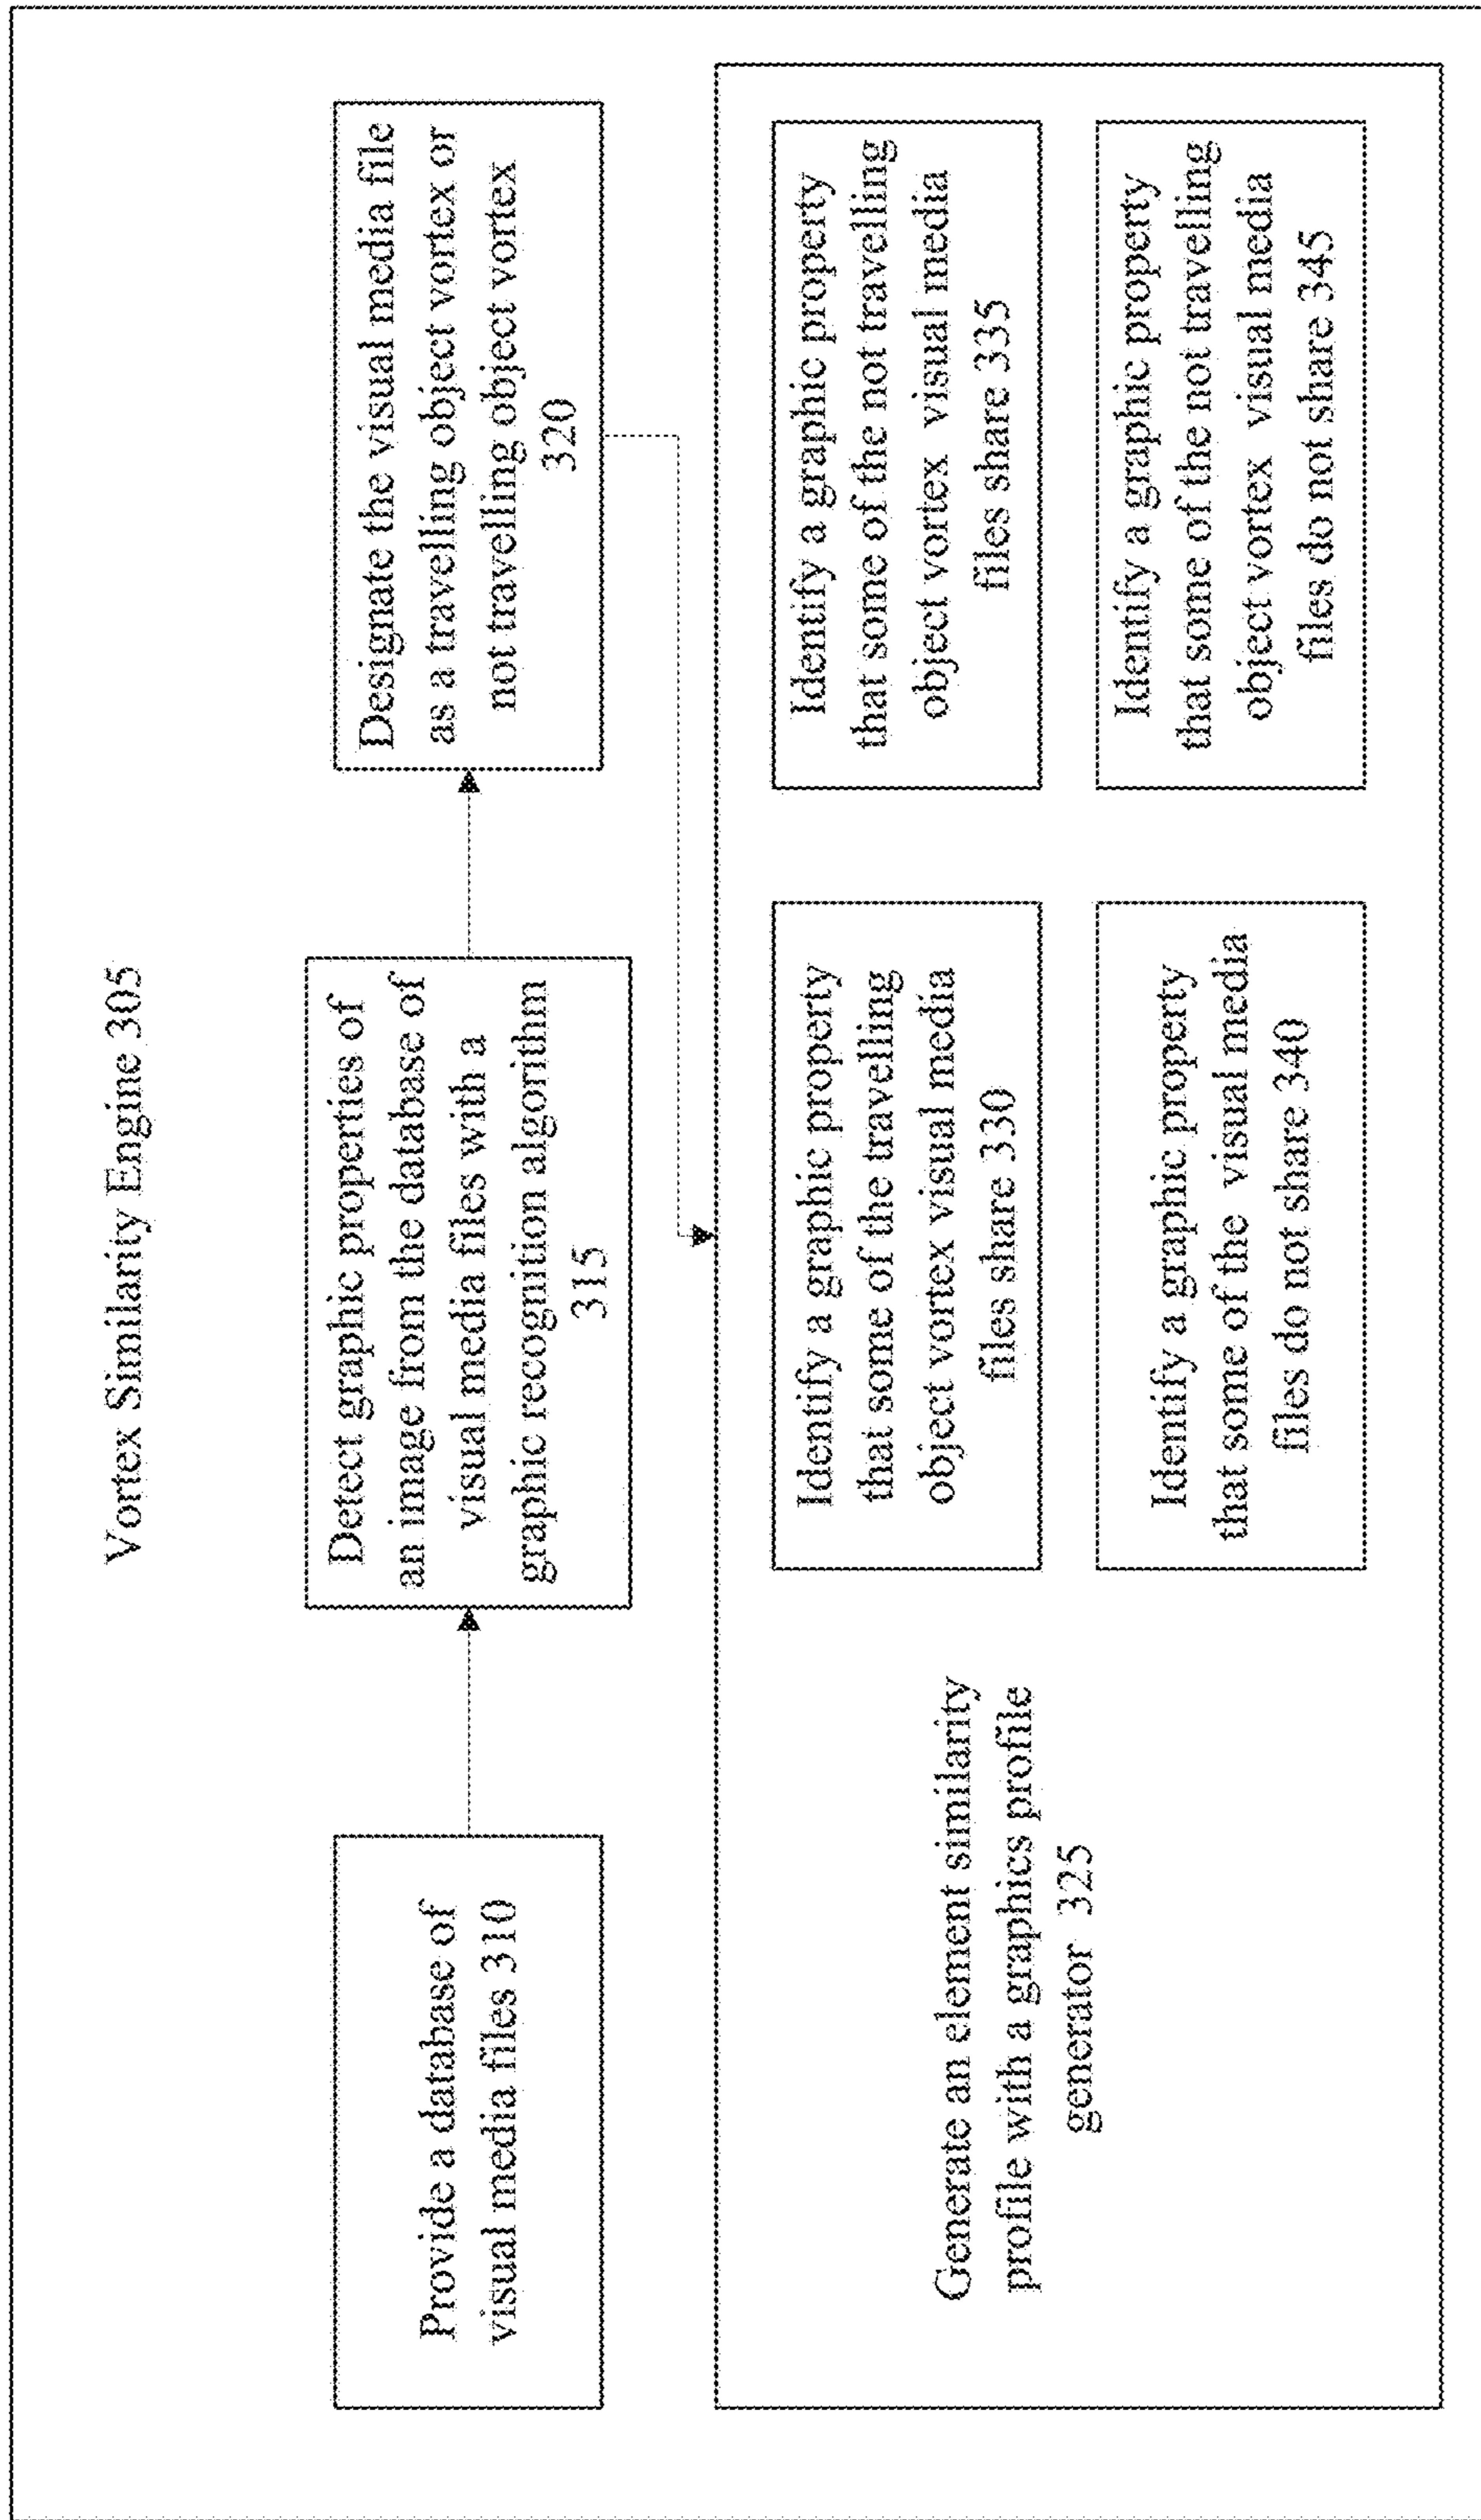 Vortex Similarity Engine 305
Provide a database of
visual media files 310
Detect graphic properties of
an image from the database of
visual media files with a
graphic recognition algorithm
315
Designate the visual media file
as a travelling object vortex or
not travelling object vortex
320
Generate an element similarity
profile with a graphics profile
generator 325
Identify a graphic property
that some of the travelling
object vortex visual media
files share 330
Identify a graphic property
that some of the not travelling
object vortex visual media
files share 335
Identify a graphic property
that some of the visual media
files do not share 340
Identify a graphic property
that some of the not travelling
object vortex visual media
files do not share 345